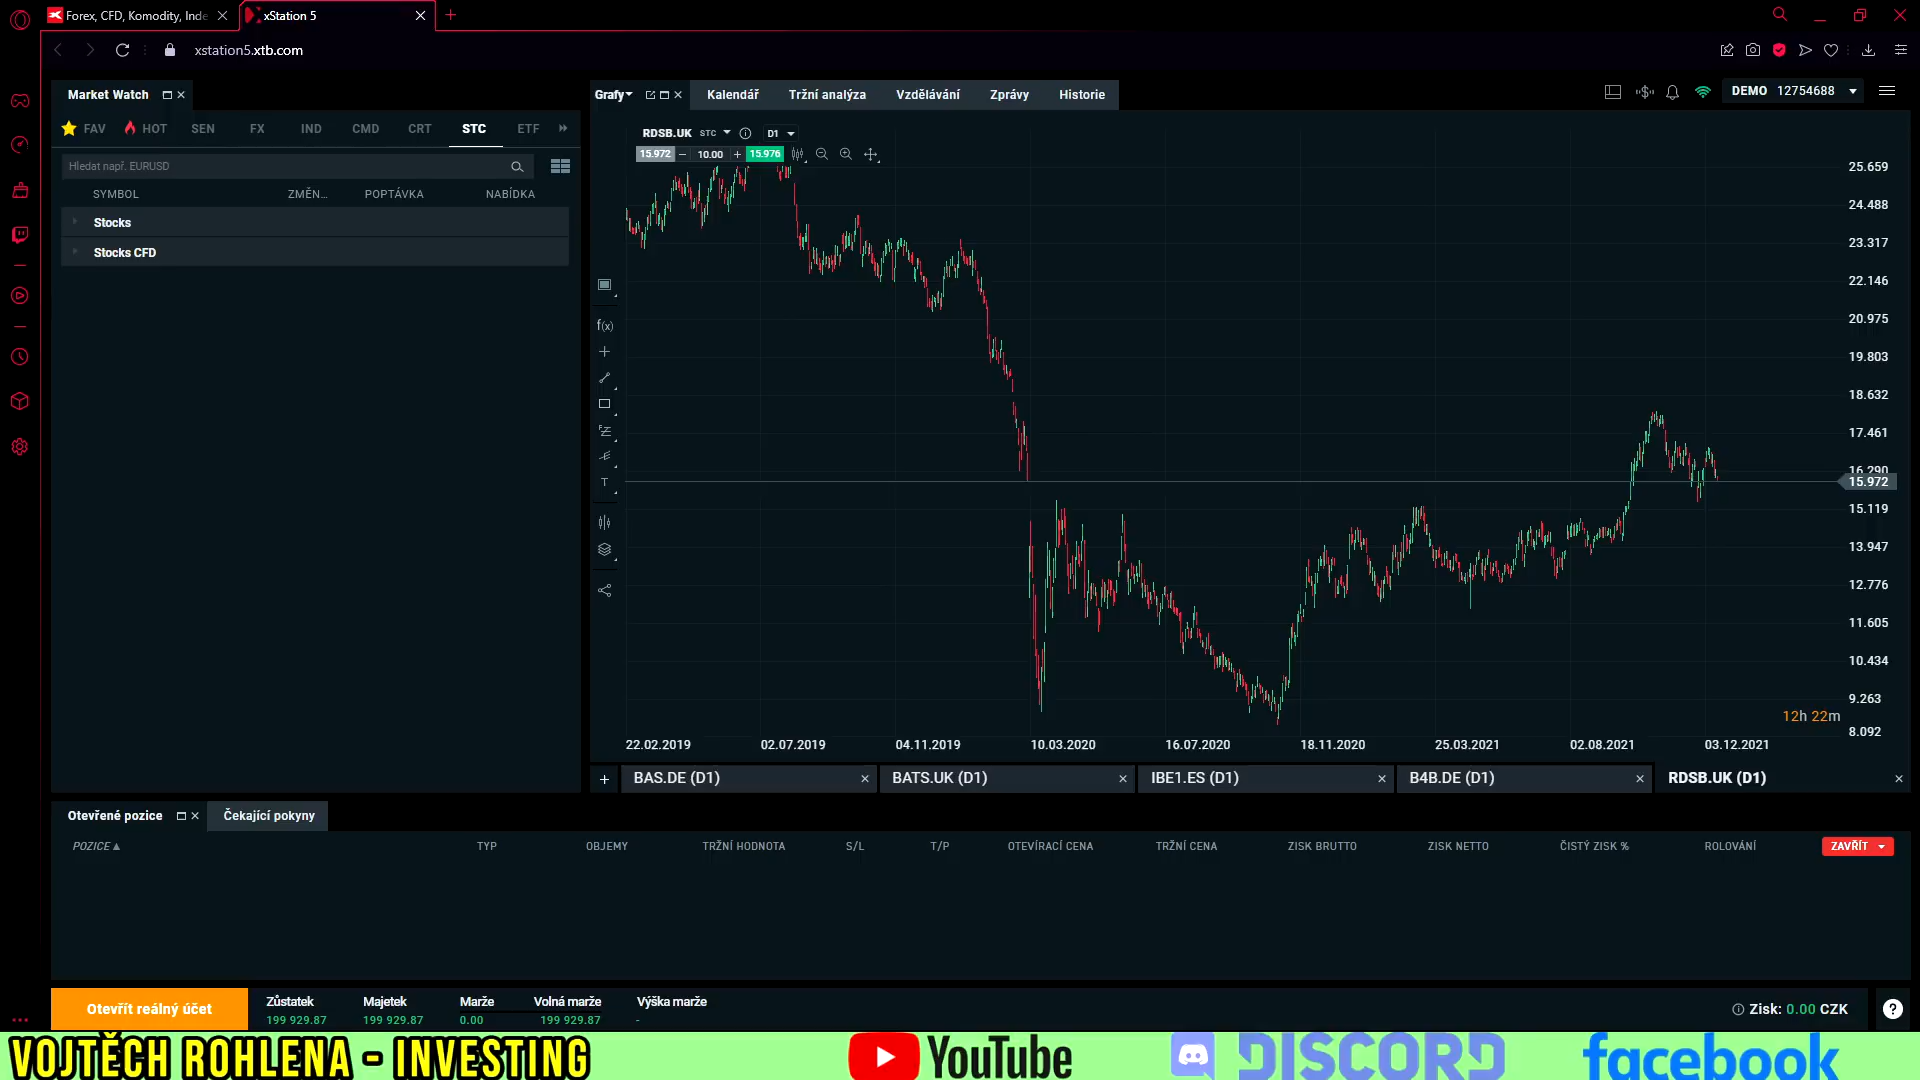 Forex, CFD, Komodity, Inde
xStation 5
xstation5.xtb.com
Market Watch
FAV
HOT
SEN
FX
IND
CMD
CRT
STC
ETF
Hledat např. EURUSD
SYMBOL
ZMĚN...
POPTÁVKA
NABÍDKA
Stocks
Stocks CFD
Grafy
Kalendář
Tržní analýza
Vzdělávání
Zprávy
Historie
DEMO 12754688
RDSB.UK STC D1
15.972 − 10.00 + 15.976
f(x)
T
25.659
24.488
23.317
22.146
20.975
19.803
18.632
17.461
16.290
15.972
15.119
13.947
12.776
11.605
10.434
9.263
8.092
12h 22m
22.02.2019
02.07.2019
04.11.2019
10.03.2020
16.07.2020
18.11.2020
25.03.2021
02.08.2021
03.12.2021
BAS.DE (D1)
BATS.UK (D1)
IBE1.ES (D1)
B4B.DE (D1)
RDSB.UK (D1)
Otevřené pozice
Čekající pokyny
POZICE
TYP
OBJEMY
TRŽNÍ HODNOTA
S/L
T/P
OTEVÍRACÍ CENA
TRŽNÍ CENA
ZISK BRUTTO
ZISK NETTO
ČISTÝ ZISK %
ROLOVÁNÍ
ZAVŘÍT
Otevřít reálný účet
Zůstatek
199 929.87
Majetek
199 929.87
Marže
0.00
Volná marže
199 929.87
Výška marže
-
Zisk: 0.00 CZK
?
VOJTĚCH ROHLENA - INVESTING
YouTube
DISCORD
facebook